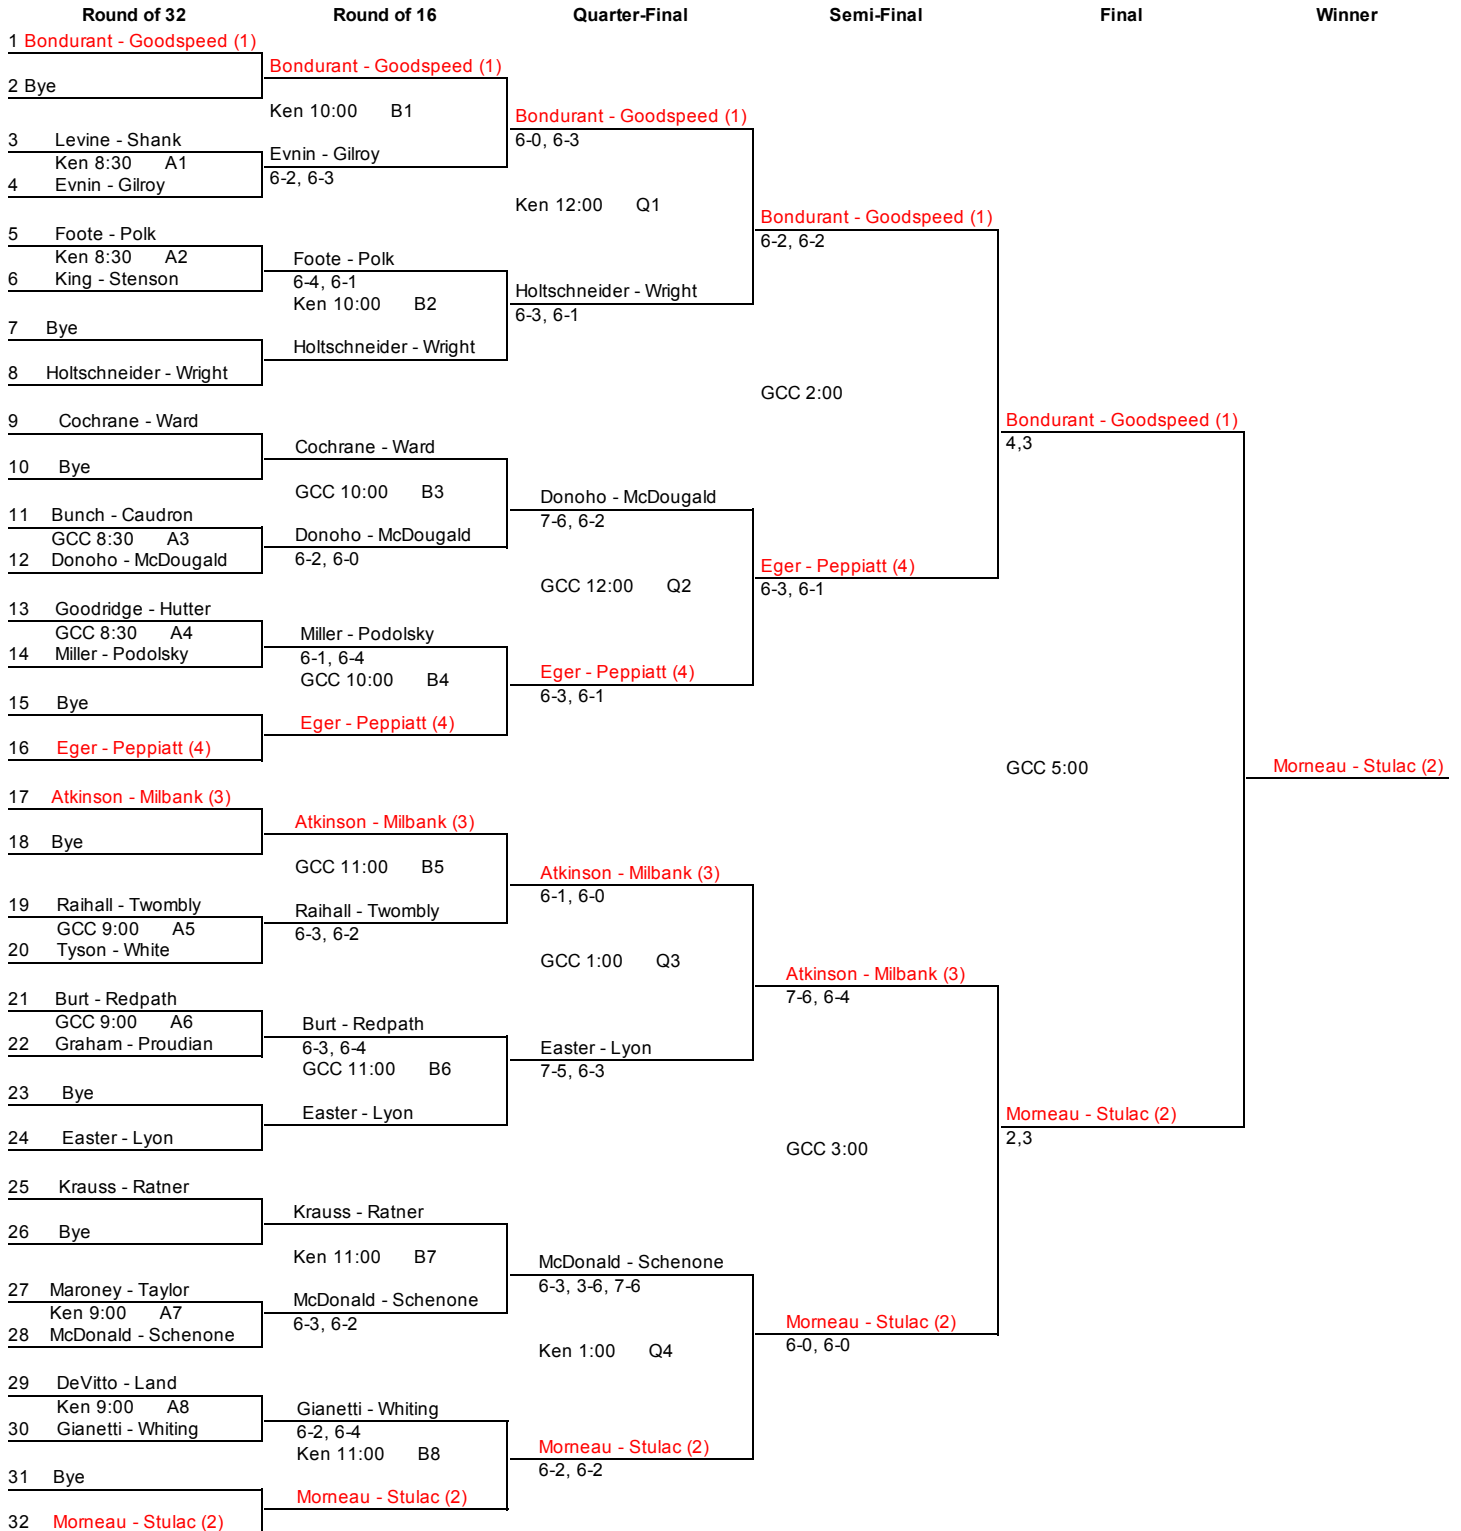 Round of 32 Round of 16 Quarter-Final Semi-Final Final Winner
1 Bondurant - Goodspeed (1)
2 Bye
3 Levine - Shank
Ken 8:30 A1
4 Evnin - Gilroy
5 Foote - Polk
Ken 8:30 A2
6 King - Stenson
7 Bye
8 Holtschneider - Wright
9 Cochrane - Ward
10 Bye
11 Bunch - Caudron
GCC 8:30 A3
12 Donoho - McDougald
13 Goodridge - Hutter
GCC 8:30 A4
14 Miller - Podolsky
15 Bye
16 Eger - Peppiatt (4)
17 Atkinson - Milbank (3)
18 Bye
19 Raihall - Twombly
GCC 9:00 A5
20 Tyson - White
21 Burt - Redpath
GCC 9:00 A6
22 Graham - Proudian
23 Bye
24 Easter - Lyon
25 Krauss - Ratner
26 Bye
27 Maroney - Taylor
Ken 9:00 A7
28 McDonald - Schenone
29 DeVitto - Land
Ken 9:00 A8
30 Gianetti - Whiting
31 Bye
32 Morneau - Stulac (2)
Bondurant - Goodspeed (1)
Ken 10:00 B1
Evnin - Gilroy
6-2, 6-3
Foote - Polk
6-4, 6-1
Ken 10:00 B2
Holtschneider - Wright
Cochrane - Ward
GCC 10:00 B3
Donoho - McDougald
6-2, 6-0
Miller - Podolsky
6-1, 6-4
GCC 10:00 B4
Eger - Peppiatt (4)
Atkinson - Milbank (3)
GCC 11:00 B5
Raihall - Twombly
6-3, 6-2
Burt - Redpath
6-3, 6-4
GCC 11:00 B6
Easter - Lyon
Krauss - Ratner
Ken 11:00 B7
McDonald - Schenone
6-3, 6-2
Gianetti - Whiting
6-2, 6-4
Ken 11:00 B8
Morneau - Stulac (2)
Bondurant - Goodspeed (1)
6-0, 6-3
Ken 12:00 Q1
Holtschneider - Wright
6-3, 6-1
Donoho - McDougald
7-6, 6-2
GCC 12:00 Q2
Eger - Peppiatt (4)
6-3, 6-1
Atkinson - Milbank (3)
6-1, 6-0
GCC 1:00 Q3
Easter - Lyon
7-5, 6-3
McDonald - Schenone
6-3, 3-6, 7-6
Ken 1:00 Q4
Morneau - Stulac (2)
6-2, 6-2
Bondurant - Goodspeed (1)
6-2, 6-2
GCC 2:00
Eger - Peppiatt (4)
6-3, 6-1
Atkinson - Milbank (3)
7-6, 6-4
GCC 3:00
Morneau - Stulac (2)
6-0, 6-0
Bondurant - Goodspeed (1)
4,3
GCC 5:00
Morneau - Stulac (2)
2,3
Morneau - Stulac (2)